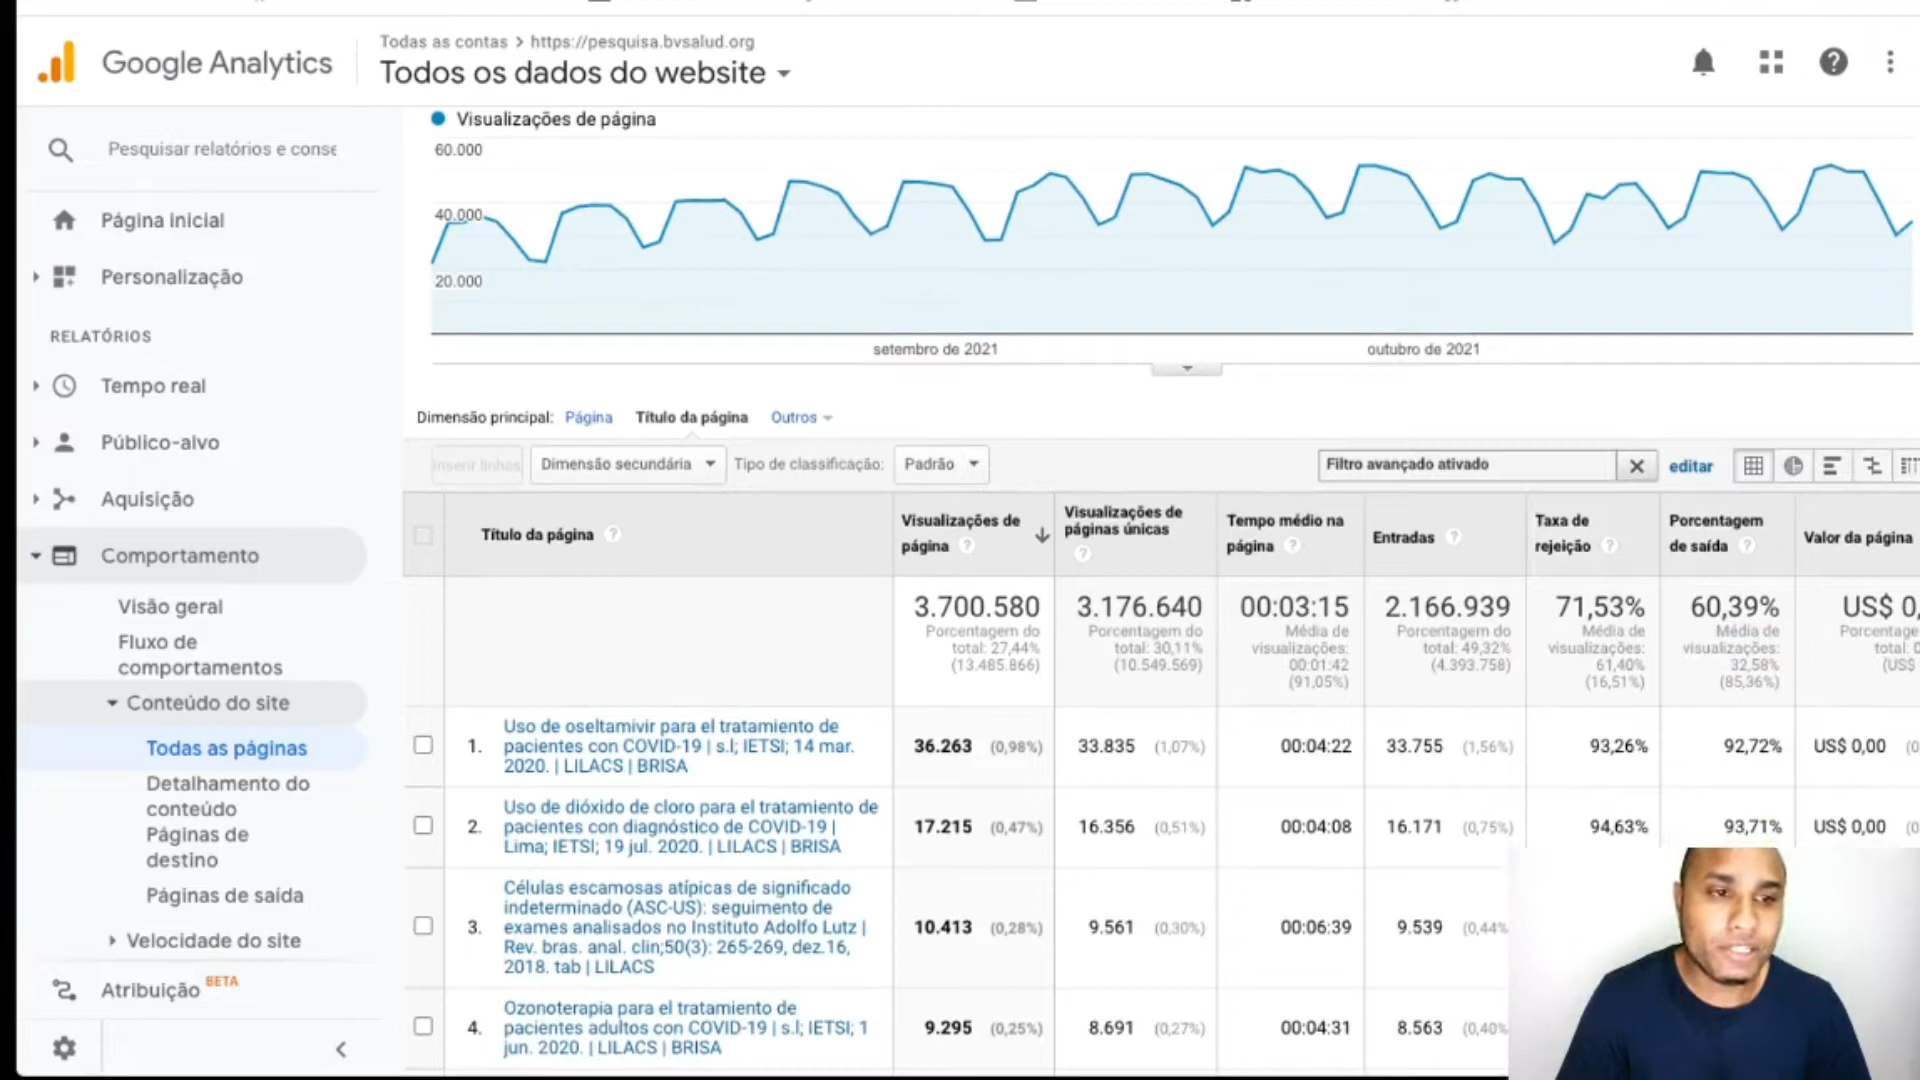 Google Analytics
Todas as contas > https://pesquisa.bvsalud.org
Todos os dados do website
Pesquisar relatórios e conse
Página inicial
Personalização
RELATÓRIOS
Tempo real
Público-alvo
Aquisição
Comportamento
Visão geral
Fluxo de
comportamentos
Conteúdo do site
Todas as páginas
Detalhamento do
conteúdo
Páginas de
destino
Páginas de saída
Velocidade do site
Atribuição BETA
Visualizações de página
60.000
40.000
20.000
setembro de 2021
outubro de 2021
Dimensão principal: Página Título da página Outros
Inserir linhas Dimensão secundária Tipo de classificação: Padrão Filtro avançado ativado editar
Título da página
Visualizações de
página
Visualizações de
páginas únicas
Tempo médio na
página
Entradas
Taxa de
rejeição
Porcentagem
de saída
Valor da página
3.700.580
Porcentagem do
total: 27,44%
(13.485.866)
3.176.640
Porcentagem do
total: 30,11%
(10.549.569)
00:03:15
Média de
visualizações:
00:01:42
(91,05%)
2.166.939
Porcentagem do
total: 49,32%
(4.393.758)
71,53%
Média de
visualizações:
61,40%
(16,51%)
60,39%
Média de
visualizações:
32,58%
(85,36%)
US$ 0,
Porcentage
total: 0
(US$
1.
Uso de oseltamivir para el tratamiento de
pacientes con COVID-19 | s.l; IETSI; 14 mar.
2020. | LILACS | BRISA
36.263 (0,98%) 33.835 (1,07%) 00:04:22 33.755 (1,56%) 93,26% 92,72% US$ 0,00 (0
2.
Uso de dióxido de cloro para el tratamiento de
pacientes con diagnóstico de COVID-19 |
Lima; IETSI; 19 jul. 2020. | LILACS | BRISA
17.215 (0,47%) 16.356 (0,51%) 00:04:08 16.171 (0,75%) 94,63% 93,71% US$ 0,00 (0
3.
Células escamosas atípicas de significado
indeterminado (ASC-US): seguimento de
exames analisados no Instituto Adolfo Lutz |
Rev. bras. anal. clin;50(3): 265-269, dez.16,
2018. tab | LILACS
10.413 (0,28%) 9.561 (0,30%) 00:06:39 9.539 (0,44%
4.
Ozonoterapia para el tratamiento de
pacientes adultos con COVID-19 | s.l; IETSI; 1
jun. 2020. | LILACS | BRISA
9.295 (0,25%) 8.691 (0,27%) 00:04:31 8.563 (0,40%